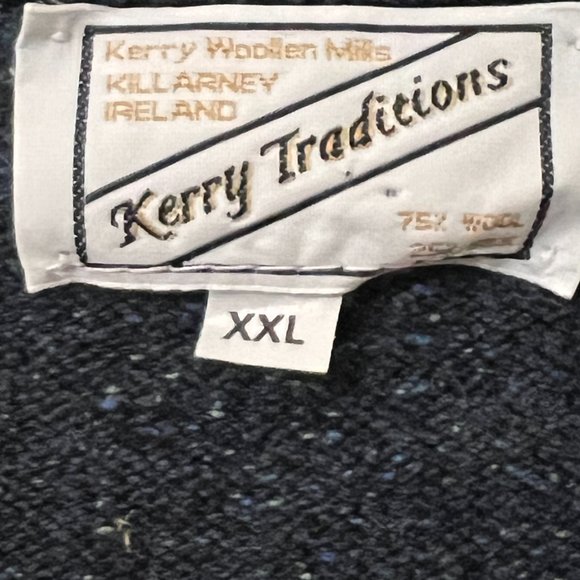 Kerry Woollen Mills
KILLARNEY
IRELAND
Kerry Traditions
75% WOOL
XXL